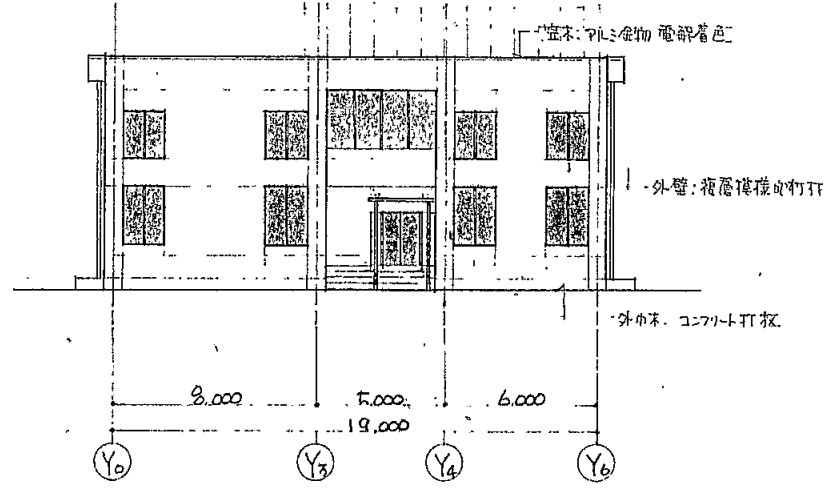 笠木:アルミ金物 電解着色
外壁:複層模様吹付
外巾木. コンクリート打放
8,000 5,000 6,000
19,000
Y0 Y3 Y4 Y6